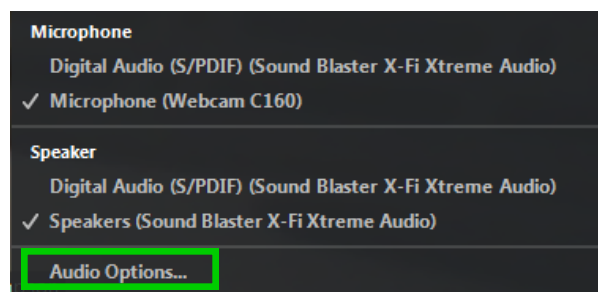 Microphone
Digital Audio (S/PDIF) (Sound Blaster X-Fi Xtreme Audio)
✓ Microphone (Webcam C160)
Speaker
Digital Audio (S/PDIF) (Sound Blaster X-Fi Xtreme Audio)
✓ Speakers (Sound Blaster X-Fi Xtreme Audio)
Audio Options...